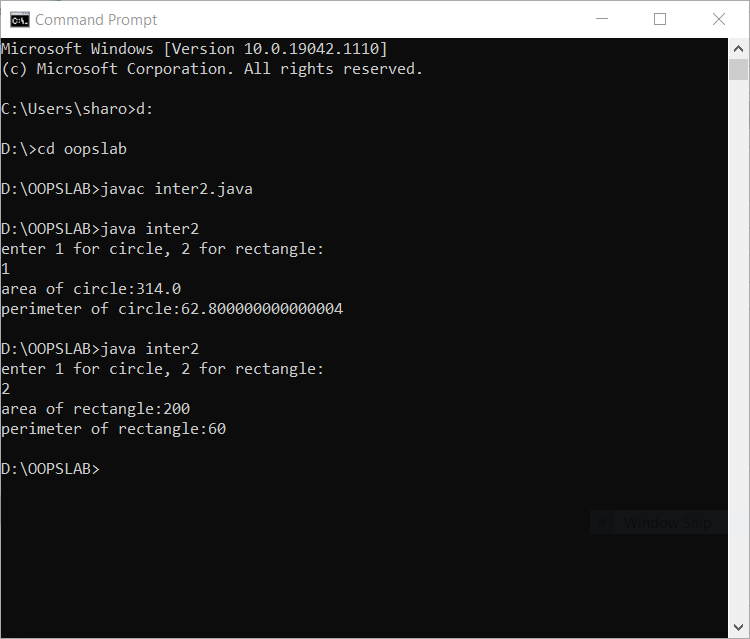 Command Prompt
Microsoft Windows [Version 10.0.19042.1110]
(c) Microsoft Corporation. All rights reserved.
C:\Users\sharo>d:
D:\>cd oopslab
D:\OOPSLAB>javac inter2.java
D:\OOPSLAB>java inter2
enter 1 for circle, 2 for rectangle:
1
area of circle:314.0
perimeter of circle:62.800000000000004
D:\OOPSLAB>java inter2
enter 1 for circle, 2 for rectangle:
2
area of rectangle:200
perimeter of rectangle:60
D:\OOPSLAB>
Window Snip